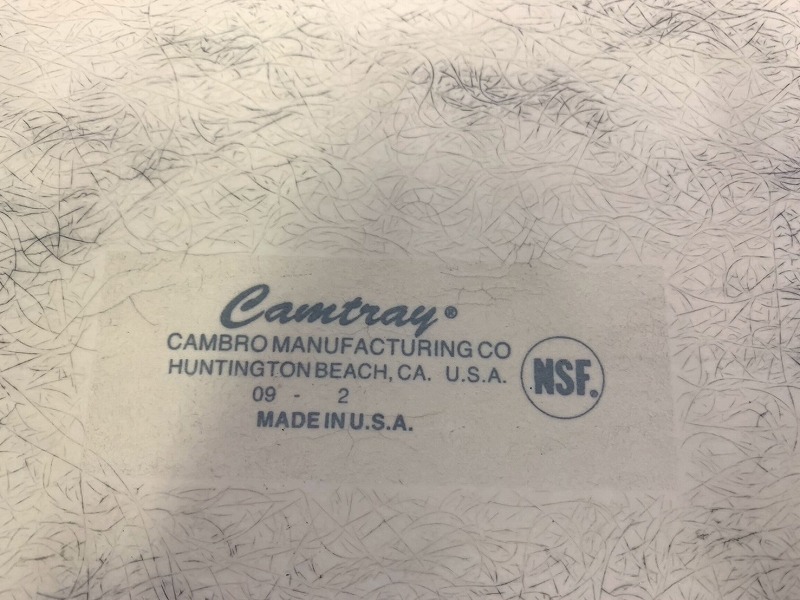 Camtray®
CAMBRO MANUFACTURING CO
HUNTINGTON BEACH, CA. U.S.A.
09 - 2
MADE IN U.S.A.
NSF®